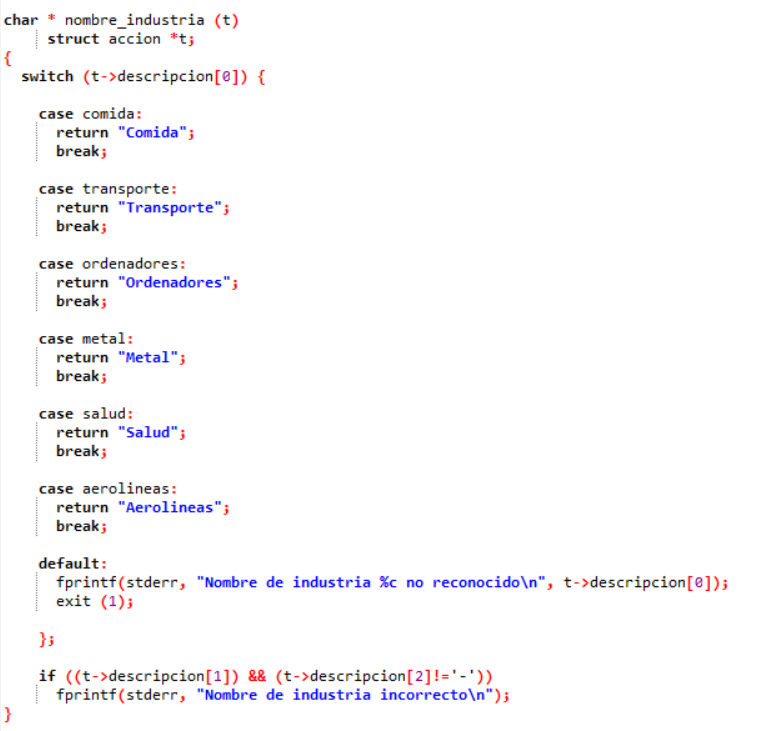 char * nombre_industria (t)
struct accion *t;
{
switch (t->descripcion[0]) {
case comida:
return "Comida";
break;
case transporte:
return "Transporte";
break;
case ordenadores:
return "Ordenadores";
break;
case metal:
return "Metal";
break;
case salud:
return "Salud";
break;
case aerolineas:
return "Aerolineas";
break;
default:
fprintf(stderr, "Nombre de industria %c no reconocido\n", t->descripcion[0]);
exit (1);
};
if ((t->descripcion[1]) && (t->descripcion[2]!='-'))
fprintf(stderr, "Nombre de industria incorrecto\n");
}